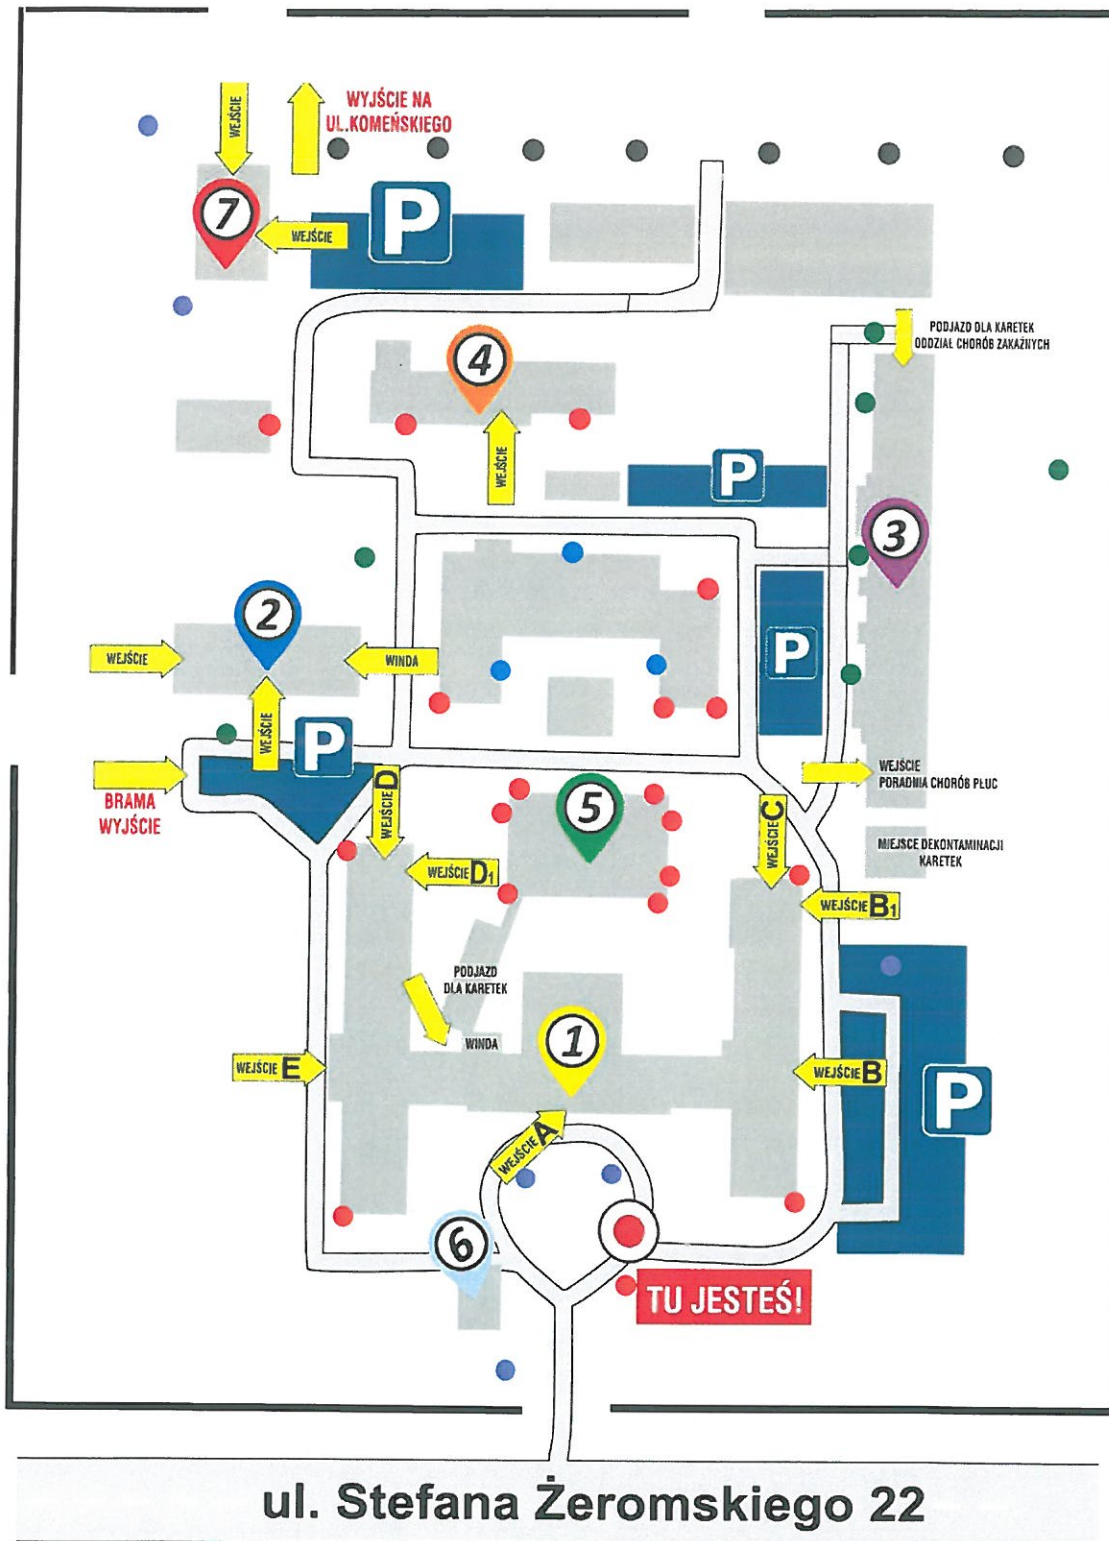 WEJŚCIE
WYJŚCIE NA
UL.KOMEŃSKIEGO
7
WEJŚCIE
P
PODJAZD DLA KARETEK
ODDZIAŁ CHORÓB ZAKAŹNYCH
4
WEJŚCIE
P
3
2
WEJŚCIE
WINDA
WEJŚCIE
P
P
BRAMA
WYJŚCIE
WEJŚCIE D
5
WEJŚCIE C
WEJŚCIE
PORADNIA CHORÓB PŁUC
MIEJSCE DEKONTAMINACJI
KARETEK
WEJŚCIE D1
WEJŚCIE B1
PODJAZD
DLA KARETEK
WINDA
1
WEJŚCIE E
WEJŚCIE B
P
WEJŚCIE A
6
TU JESTEŚ!
ul. Stefana Żeromskiego 22